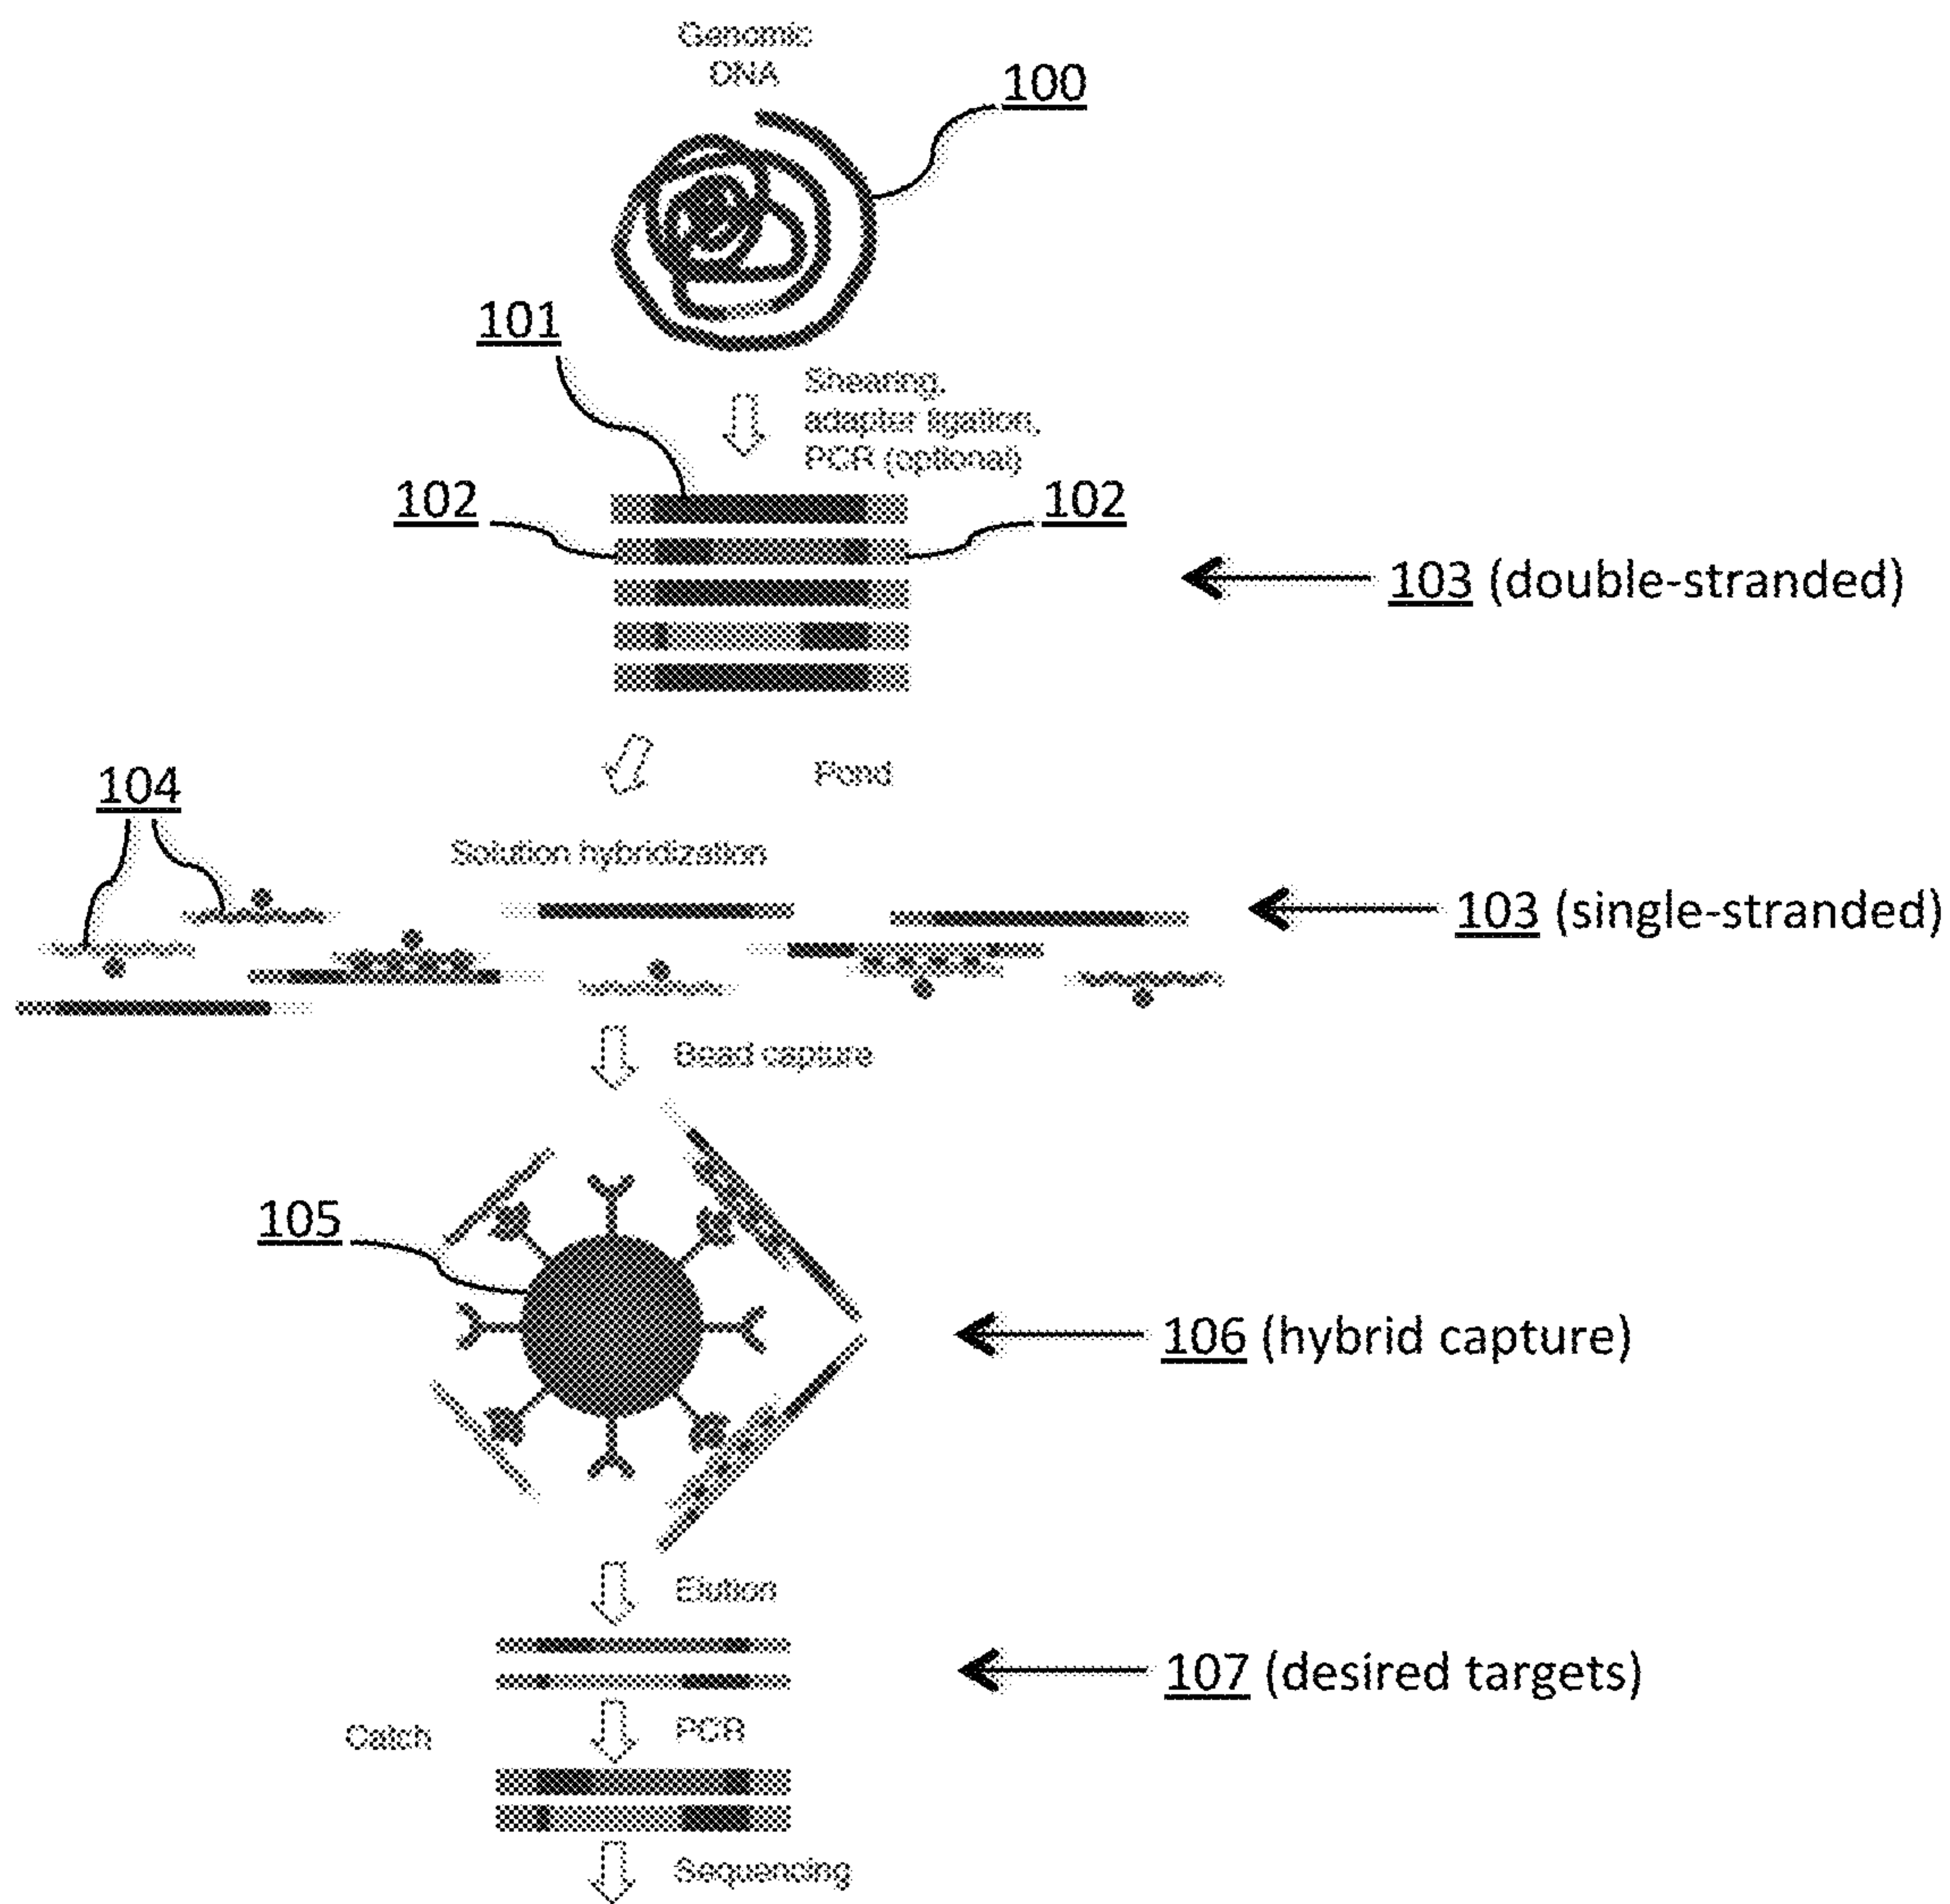 Genomic
DNA
100
101
Shearing,
adapter ligation,
PCR (optional)
102
102
103 (double-stranded)
Pond
104
Solution hybridization
103 (single-stranded)
Bead capture
105
106 (hybrid capture)
Elution
107 (desired targets)
Catch
PCR
Sequencing